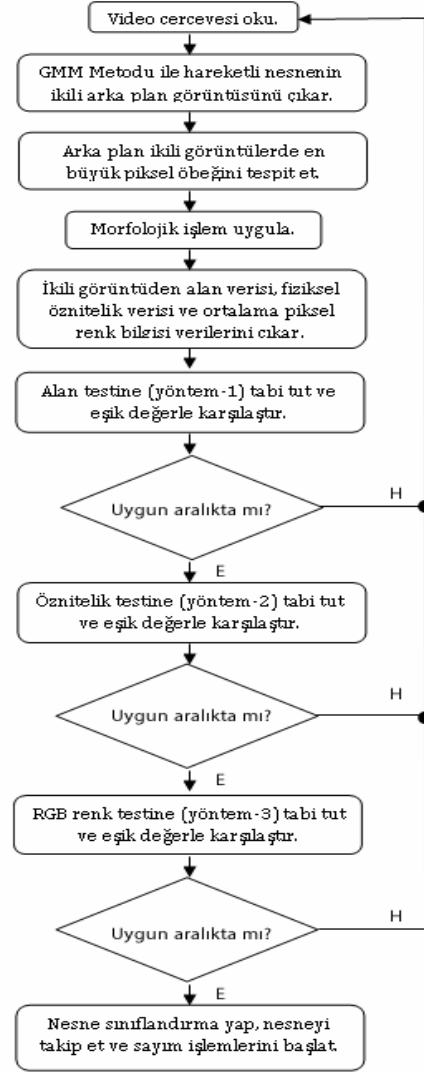 Video cercevesi oku.
GMM Metodu ile hareketli nesnenin
ikili arka plan görüntüsünü çıkar.
Arka plan ikili görüntülerde en
büyük piksel öbeğini tespit et.
Morfolojik işlem uygula.
İkili görüntüden alan verisi, fiziksel
öznitelik verisi ve ortalama piksel
renk bilgisi verilerini çıkar.
Alan testine (yöntem-1) tabi tut ve
eşik değerle karşılaştır.
Uygun aralıkta mı?
H
E
Öznitelik testine (yöntem-2) tabi tut
ve eşik değerle karşılaştır.
Uygun aralıkta mı?
H
E
RGB renk testine (yöntem-3) tabi tut
ve eşik değerle karşılaştır.
Uygun aralıkta mı?
H
E
Nesne sınıflandırma yap, nesneyi
takip et ve sayım işlemlerini başlat.